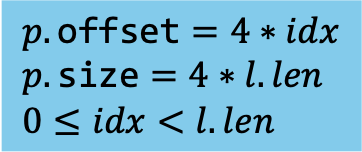 p.offset = 4 * idx
p.size = 4 * l.len
0 ≤ idx < l.len